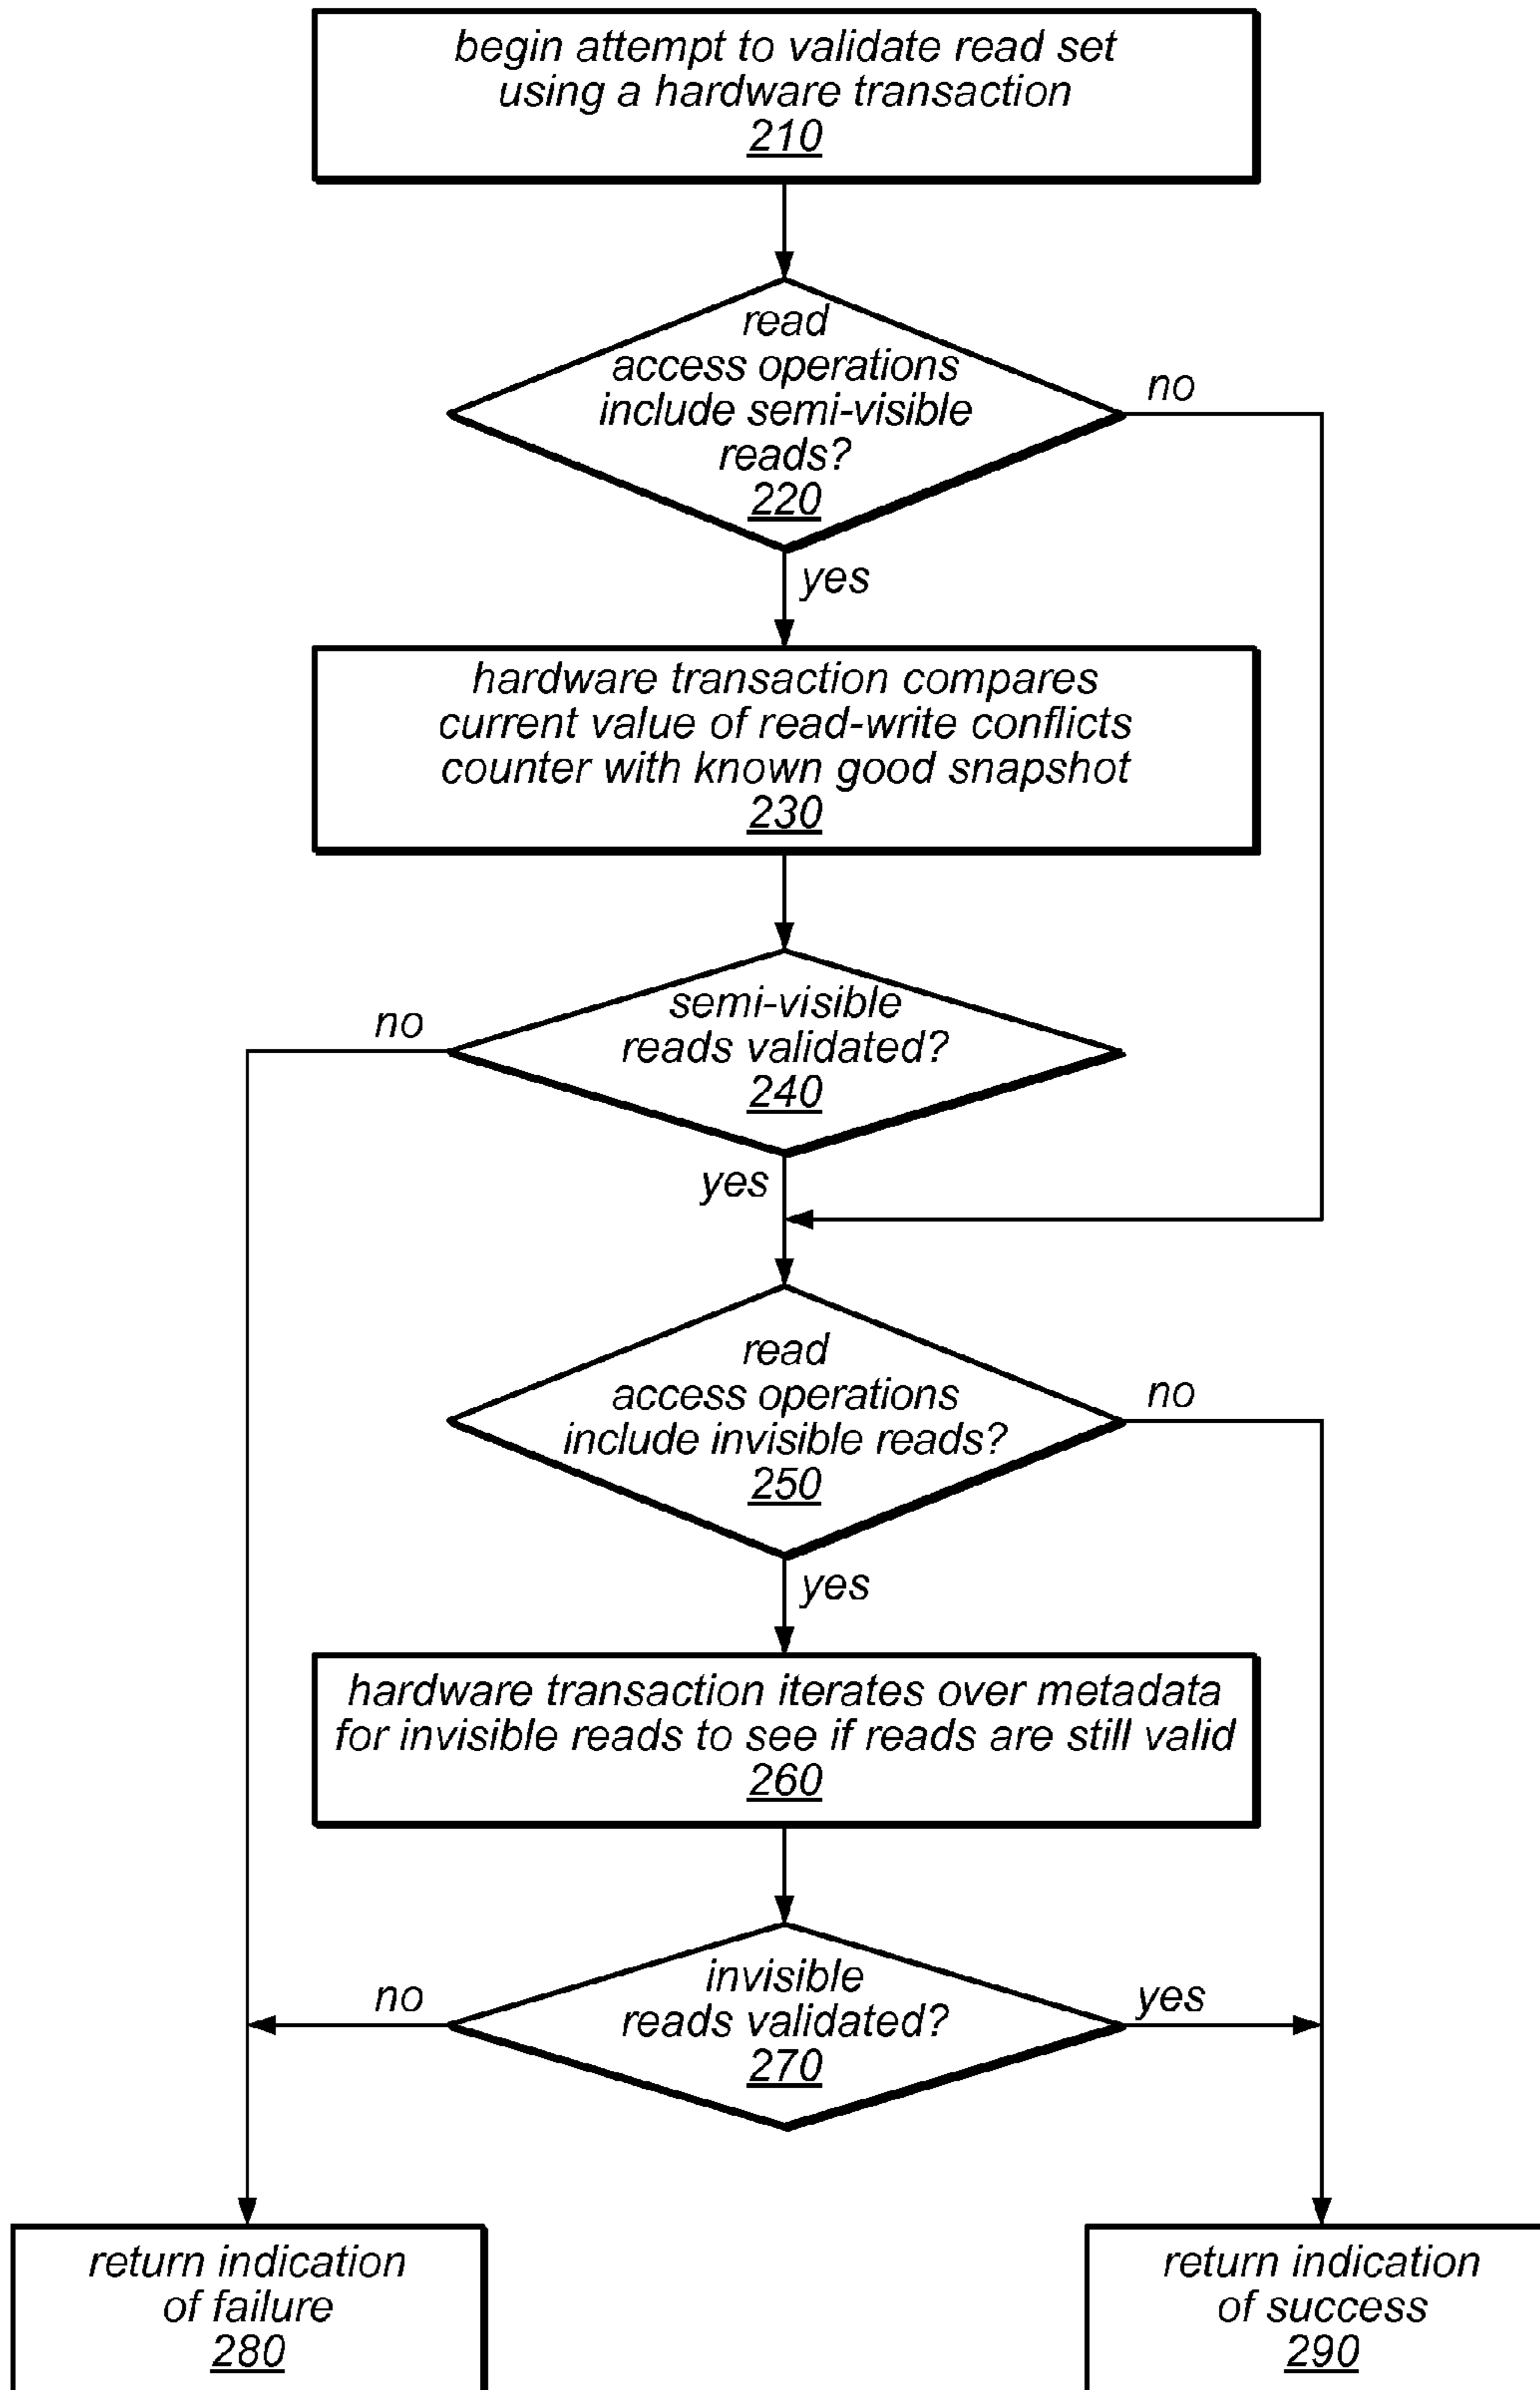 begin attempt to validate read set
using a hardware transaction
210
read
access operations
include semi-visible
reads?
220
no
yes
hardware transaction compares
current value of read-write conflicts
counter with known good snapshot
230
no
semi-visible
reads validated?
240
yes
read
access operations
include invisible reads?
250
no
yes
hardware transaction iterates over metadata
for invisible reads to see if reads are still valid
260
no
invisible
reads validated?
270
yes
return indication
of failure
280
return indication
of success
290